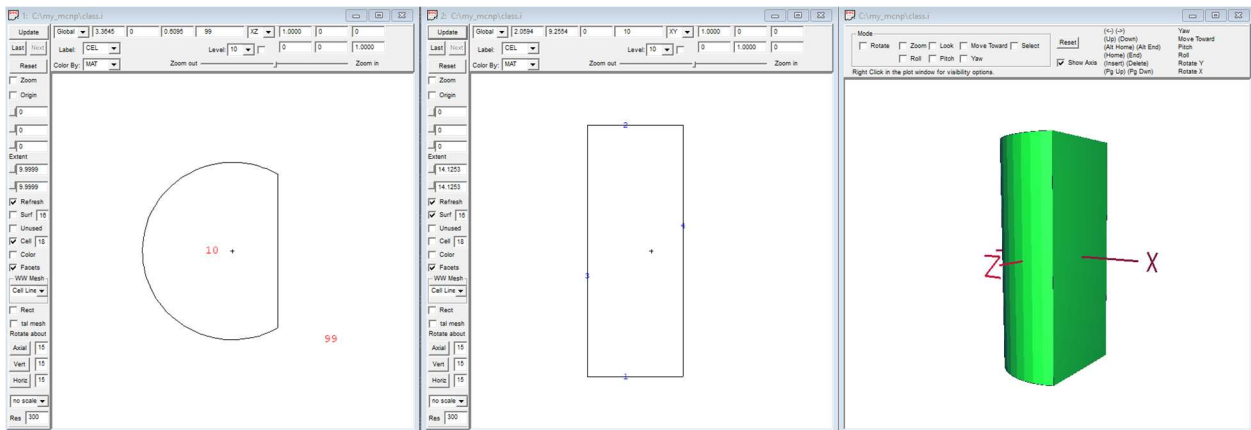 1: C:\my_mcnp\class.i
Update Global 3.3645 0 0.6095 99 XZ 1.0000 0 0
Last Next Label: CEL Level: 10 0 0 1.0000
Reset Color By: MAT Zoom out Zoom in
Zoom
Origin
0
0
0
Extent
9.9999
9.9999
Refresh
Surf 16
Unused
Cell 18
Color
Facets
WW Mesh
Cell Line
Rect
tal mesh
Rotate about
Axial 15
Vert 15
Horiz 15
no scale
Res 300
10
99
2: C:\my_mcnp\class.i
Update Global 2.0594 9.2554 0 10 XY 1.0000 0 0
Last Next Label: CEL Level: 10 0 1.0000 0
Reset Color By: MAT Zoom out Zoom in
Zoom
Origin
0
0
0
Extent
14.1253
14.1253
Refresh
Surf 16
Unused
Cell 18
Color
Facets
WW Mesh
Cell Line
Rect
tal mesh
Rotate about
Axial 15
Vert 15
Horiz 15
no scale
Res 300
2
4
3
1
C:\my_mcnp\class.i
Mode
Rotate Zoom Look Move Toward Select
Roll Pitch Yaw
Right Click in the plot window for visibility options.
Reset
Show Axis
(<-) (->) Yaw
(Up) (Down) Move Toward
(Alt Home) (Alt End) Pitch
(Home) (End) Roll
(Insert) (Delete) Rotate Y
(Pg Up) (Pg Dwn) Rotate X
Z
X